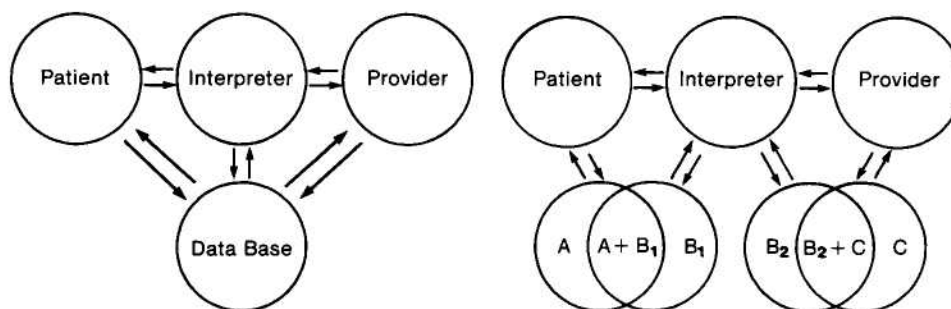 Patient Interpreter Provider Patient Interpreter Provider
Data Base A A + B₁ B₁ B₂ B₂ + C C